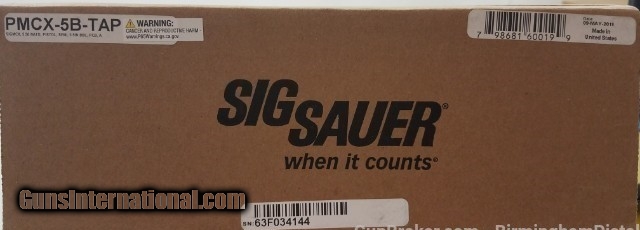 PMCX-5B-TAP
WARNING:
CANCER AND REPRODUCTIVE HARM -
www.P65Warnings.ca.gov
7 98681 60019 9
Made in
United States
SIG SAUER®
when it counts®
GunsInternational.com
SN: 63F034144